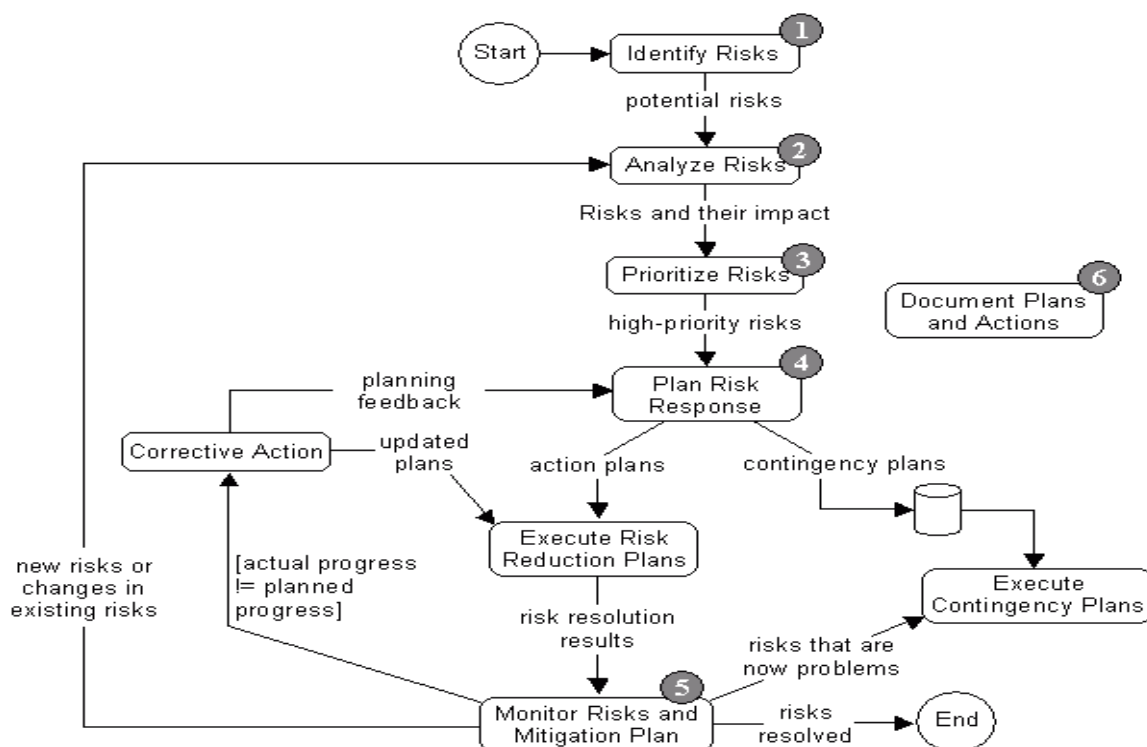 1
Start
Identify Risks
potential risks
2
Analyze Risks
Risks and their impact
3
Prioritize Risks
6
Document Plans
and Actions
high-priority risks
4
Plan Risk
Response
planning
feedback
Corrective Action
updated
plans
action plans
contingency plans
Execute Risk
Reduction Plans
new risks or
changes in
existing risks
[actual progress
!= planned
progress]
Execute
Contingency Plans
risk resolution
results
risks that are
now problems
5
Monitor Risks and
Mitigation Plan
risks
resolved
End